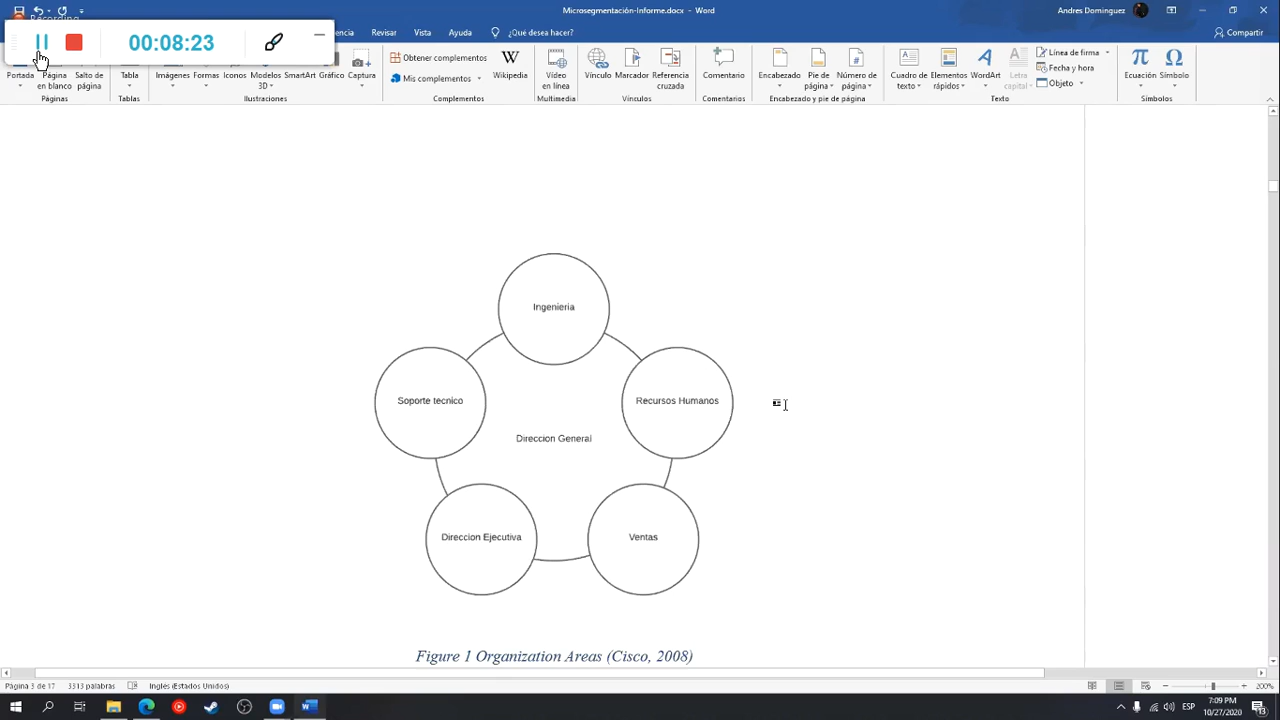 Recording
Microsegmentación-Informe.docx - Word
Andres Dominguez
00:08:23
encia
Revisar
Vista
Ayuda
¿Qué desea hacer?
Compartir
Portada
Página en blanco
Salto de página
Páginas
Tabla
Tablas
Imágenes
Formas
Iconos
Modelos 3D
SmartArt
Gráfico
Captura
Ilustraciones
Obtener complementos
Mis complementos
W
Wikipedia
Complementos
Vídeo en línea
Multimedia
Vínculo
Marcador
Referencia cruzada
Vínculos
Comentario
Comentarios
Encabezado
Pie de página
Número de página
Encabezado y pie de página
Cuadro de texto
Elementos rápidos
WordArt
Letra capital
Línea de firma
Fecha y hora
Objeto
Texto
Ecuación
Símbolo
Símbolos
Ingenieria
Soporte tecnico
Recursos Humanos
Direccion General
Direccion Ejecutiva
Ventas
Figure 1 Organization Areas (Cisco, 2008)
Página 3 de 17
3313 palabras
Inglés (Estados Unidos)
200%
ESP
7:09 PM
10/27/2020